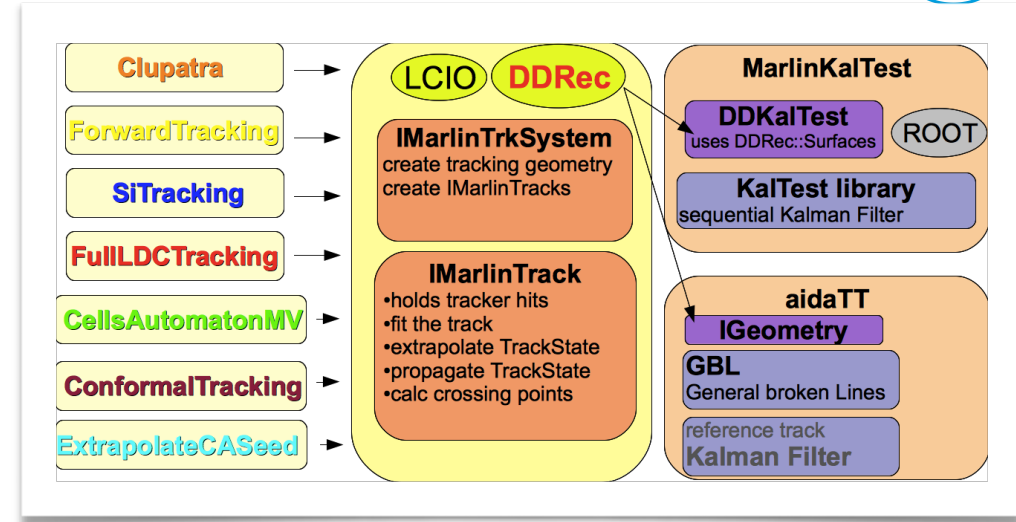 Clupatra
ForwardTracking
SiTracking
FullLDCTracking
CellsAutomatonMV
ConformalTracking
ExtrapolateCASeed
LCIO
DDRec
IMarlinTrkSystem
create tracking geometry
create IMarlinTracks
IMarlinTrack
•holds tracker hits
•fit the track
•extrapolate TrackState
•propagate TrackState
•calc crossing points
MarlinKalTest
DDKalTest
uses DDRec::Surfaces
ROOT
KalTest library
sequential Kalman Filter
aidaTT
IGeometry
GBL
General broken Lines
reference track
Kalman Filter